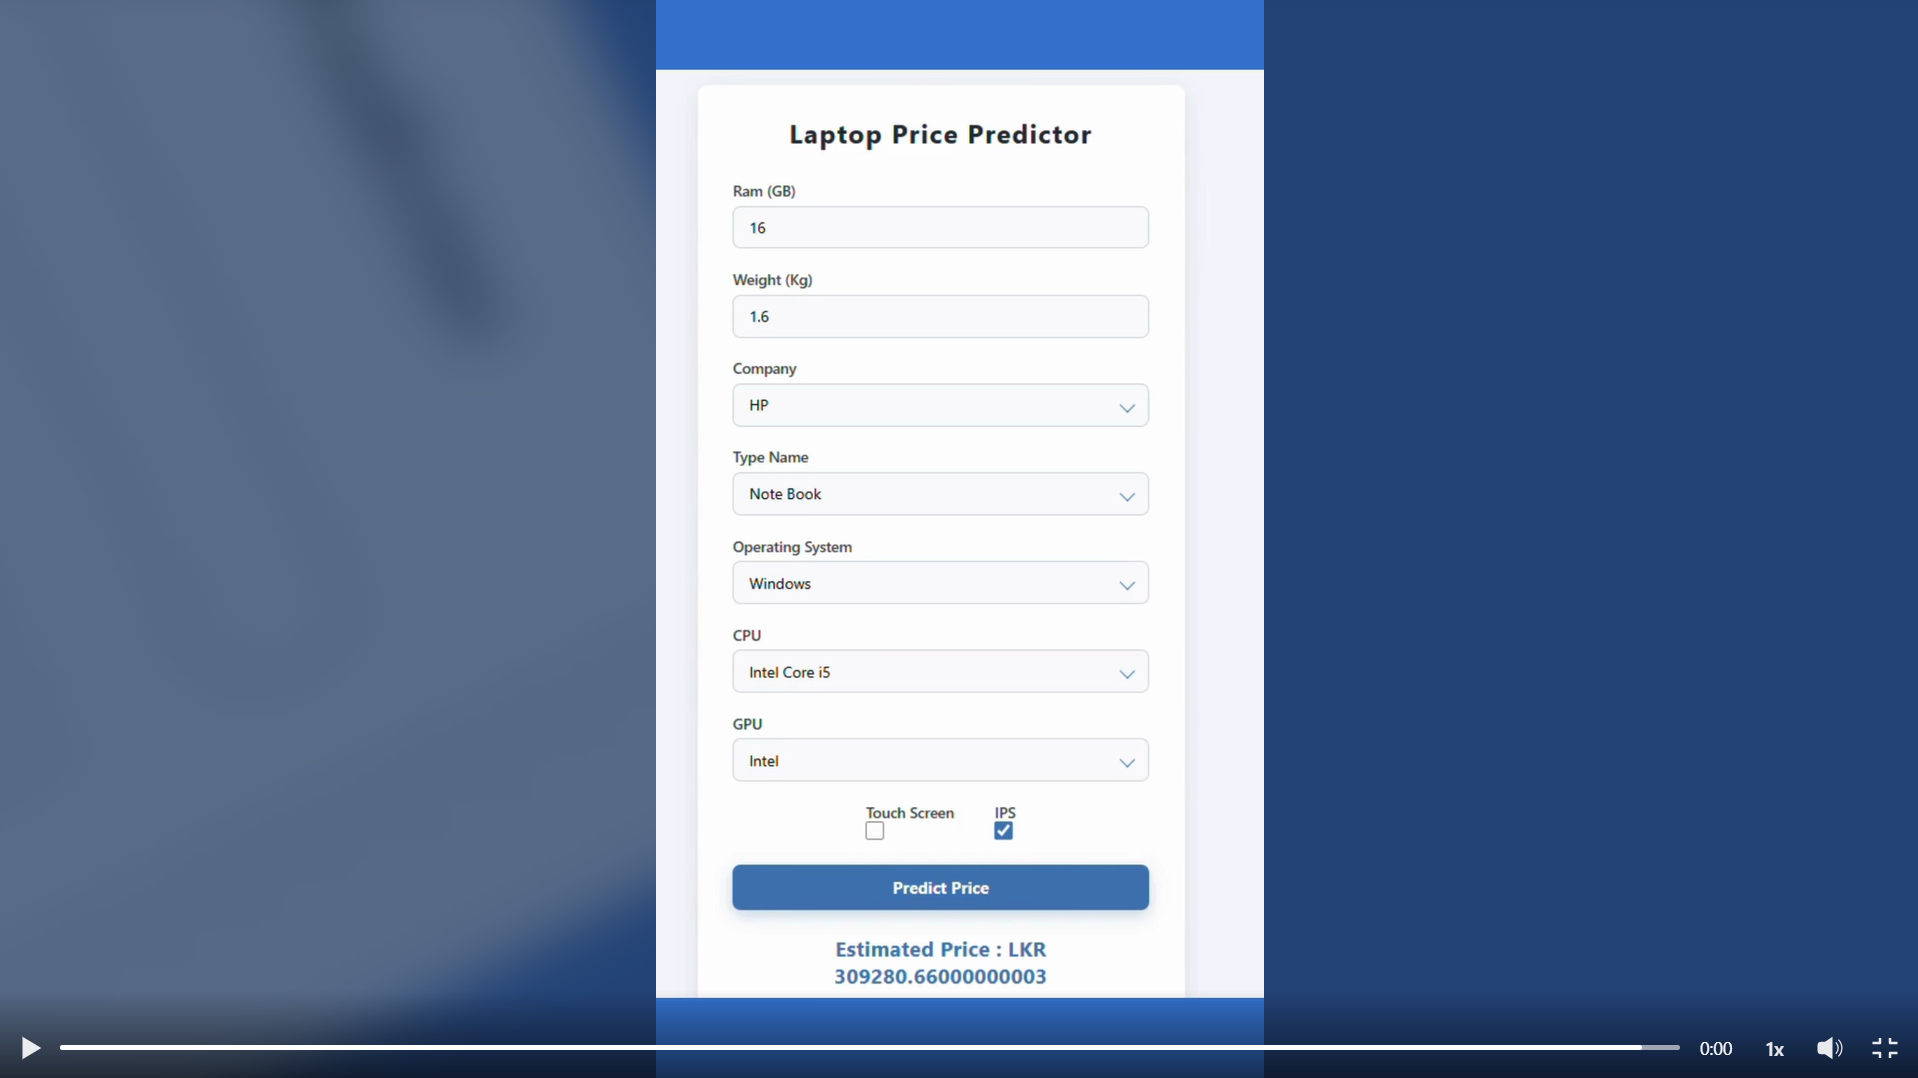 Laptop Price Predictor
Ram (GB)
16
Weight (Kg)
1.6
Company
HP
Type Name
Note Book
Operating System
Windows
CPU
Intel Core i5
GPU
Intel
Touch Screen IPS
Predict Price
Estimated Price : LKR
309280.66000000003
0:00 1x